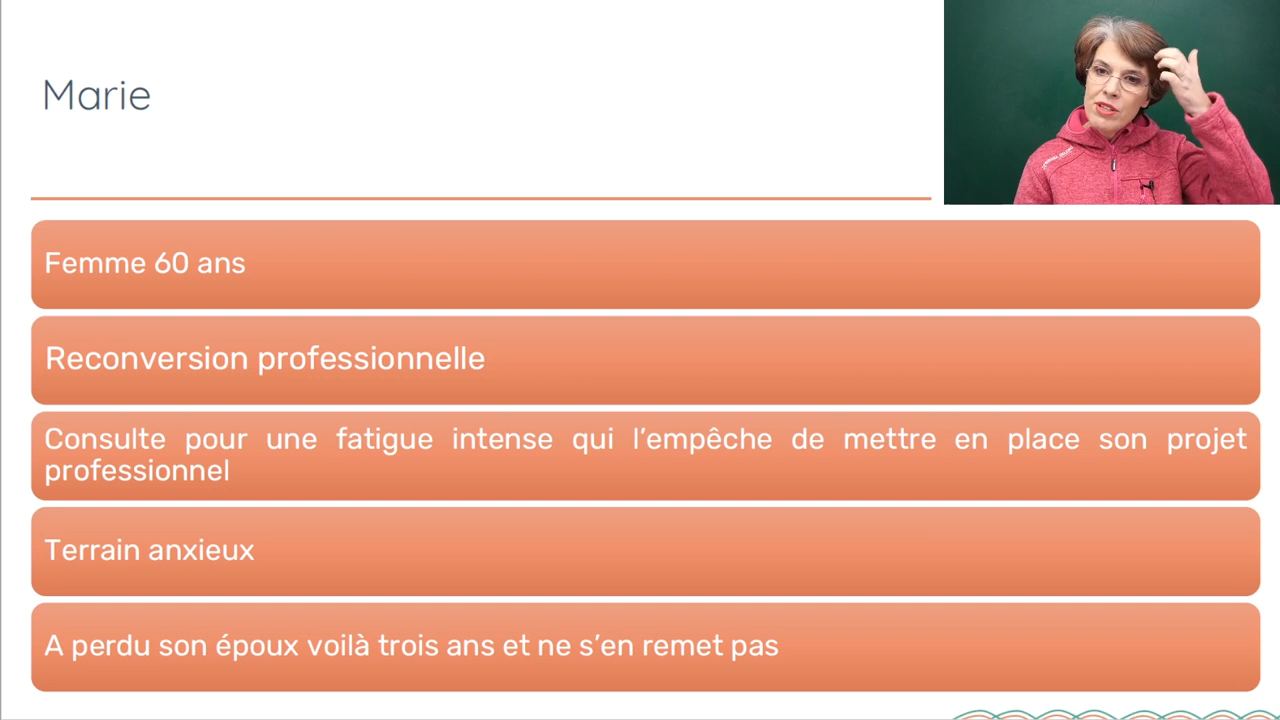 Marie
Femme 60 ans
Reconversion professionnelle
Consulte pour une fatigue intense qui l’empêche de mettre en place son projet
professionnel
Terrain anxieux
A perdu son époux voilà trois ans et ne s’en remet pas